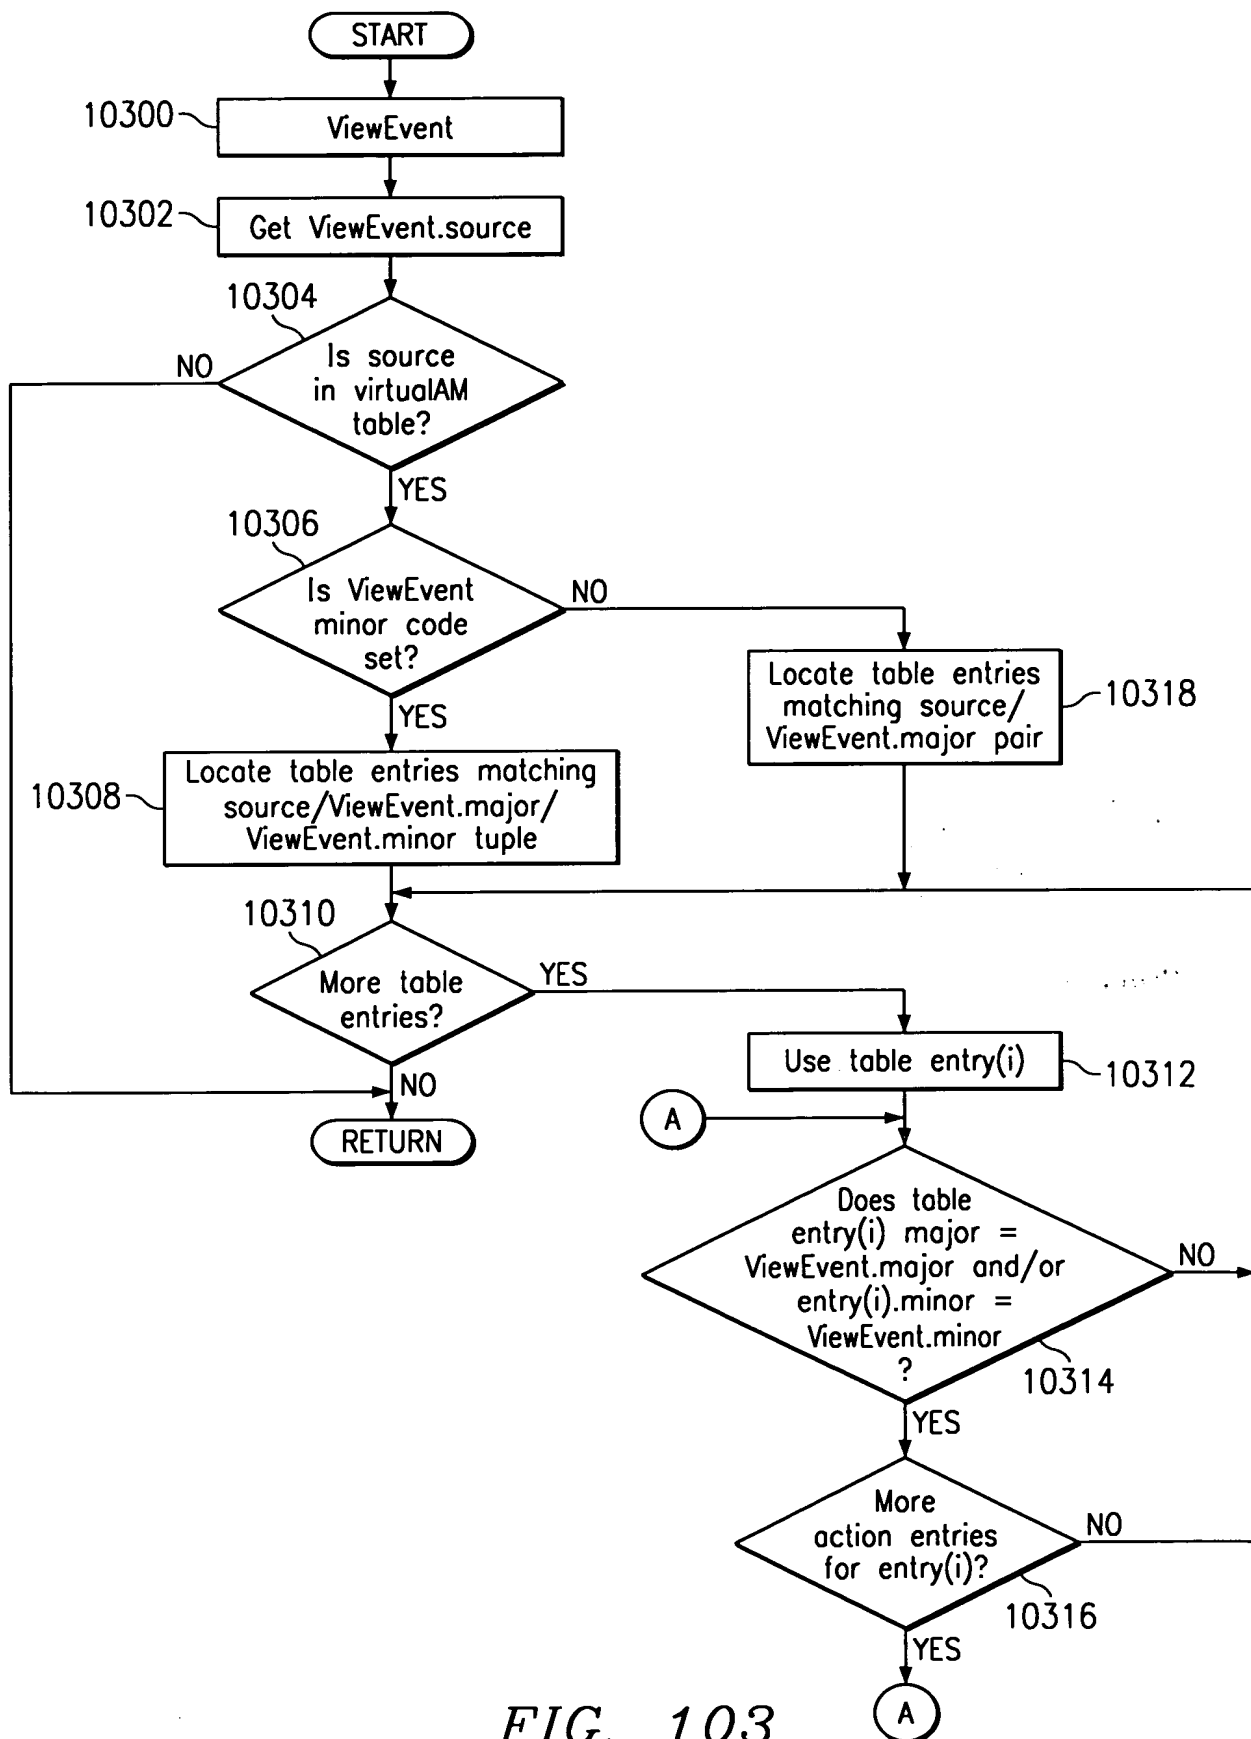 START
10300
ViewEvent
10302
Get ViewEvent.source
10304
Is source
in virtualAM
table?
NO
YES
10306
Is ViewEvent
minor code
set?
NO
YES
Locate table entries
matching source/
ViewEvent.major pair
10318
10308
Locate table entries matching
source/ViewEvent.major/
ViewEvent.minor tuple
10310
More table
entries?
YES
NO
RETURN
Use table entry(i)
10312
A
Does table
entry(i) major =
ViewEvent.major and/or
entry(i).minor =
ViewEvent.minor
?
NO
10314
YES
More
action entries
for entry(i)?
NO
10316
YES
A
FIG. 103